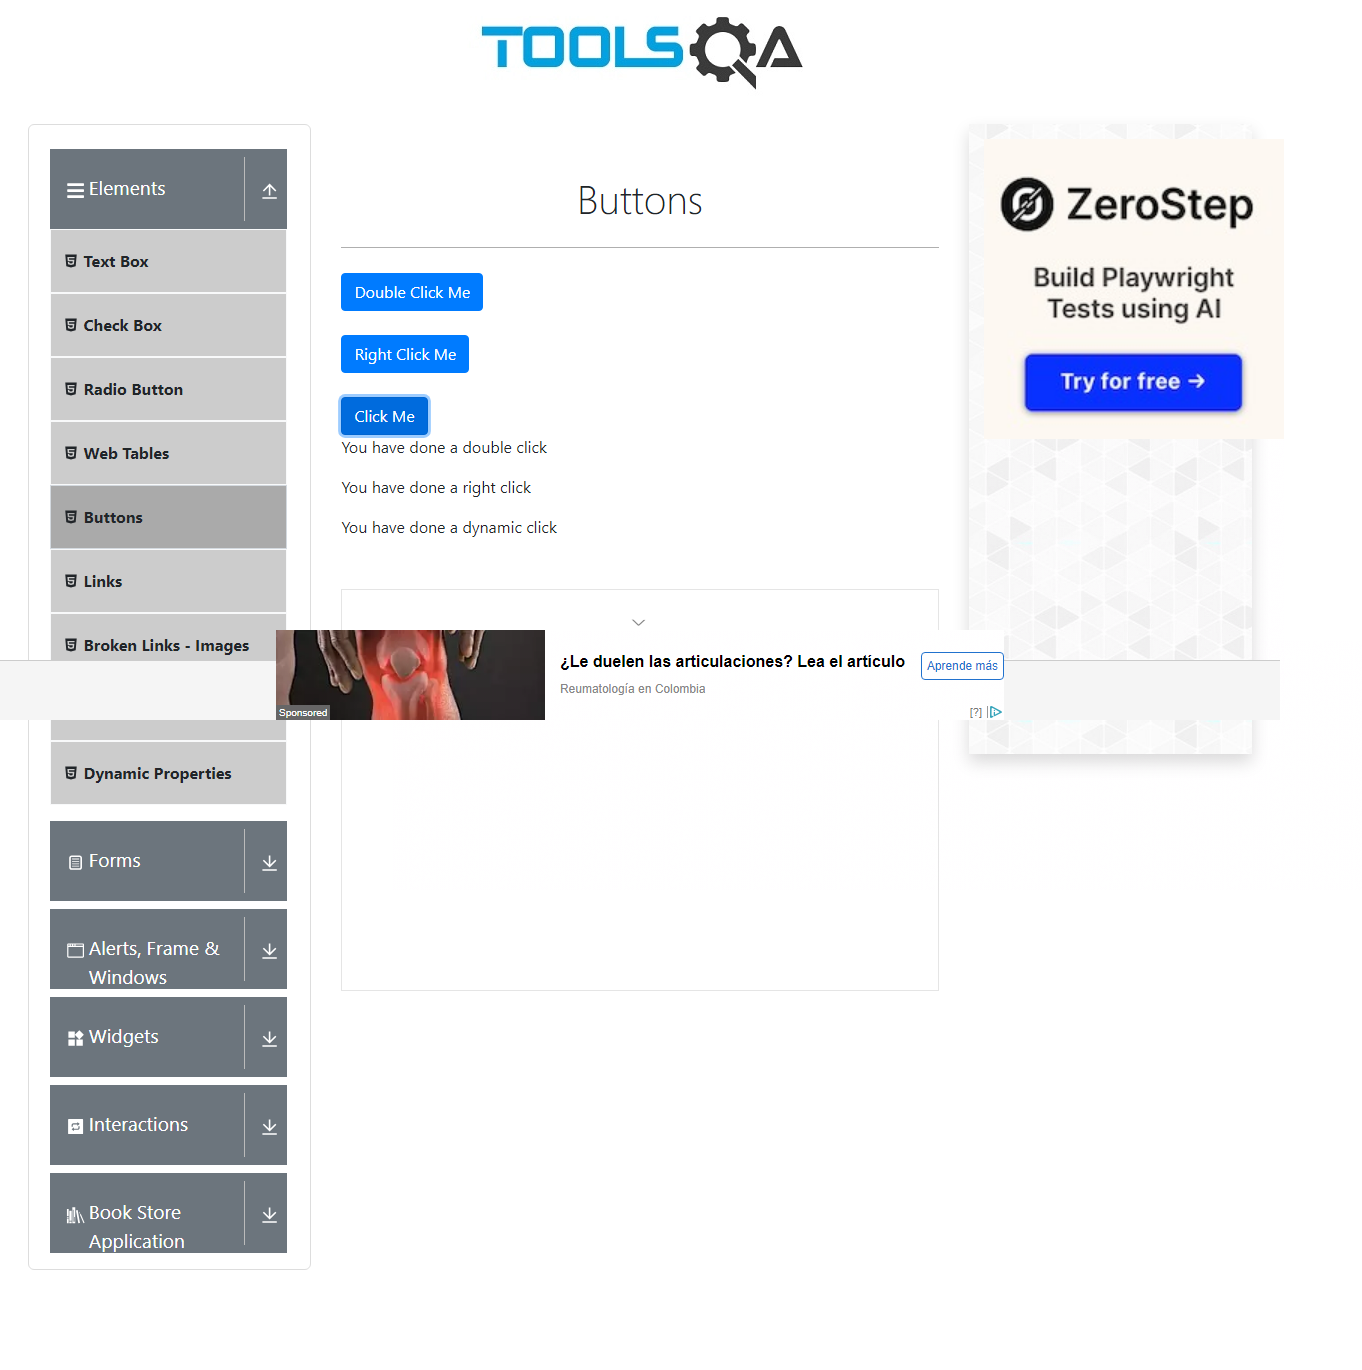 TOOLSQA
Elements
Text Box
Check Box
Radio Button
Web Tables
Buttons
Links
Broken Links - Images
Dynamic Properties
Forms
Alerts, Frame &
Windows
Widgets
Interactions
Book Store
Application
Buttons
Double Click Me
Right Click Me
Click Me
You have done a double click
You have done a right click
You have done a dynamic click
ZeroStep
Build Playwright
Tests using AI
Try for free →
¿Le duelen las articulaciones? Lea el artículo
Reumatología en Colombia
Aprende más
Sponsored
[?]